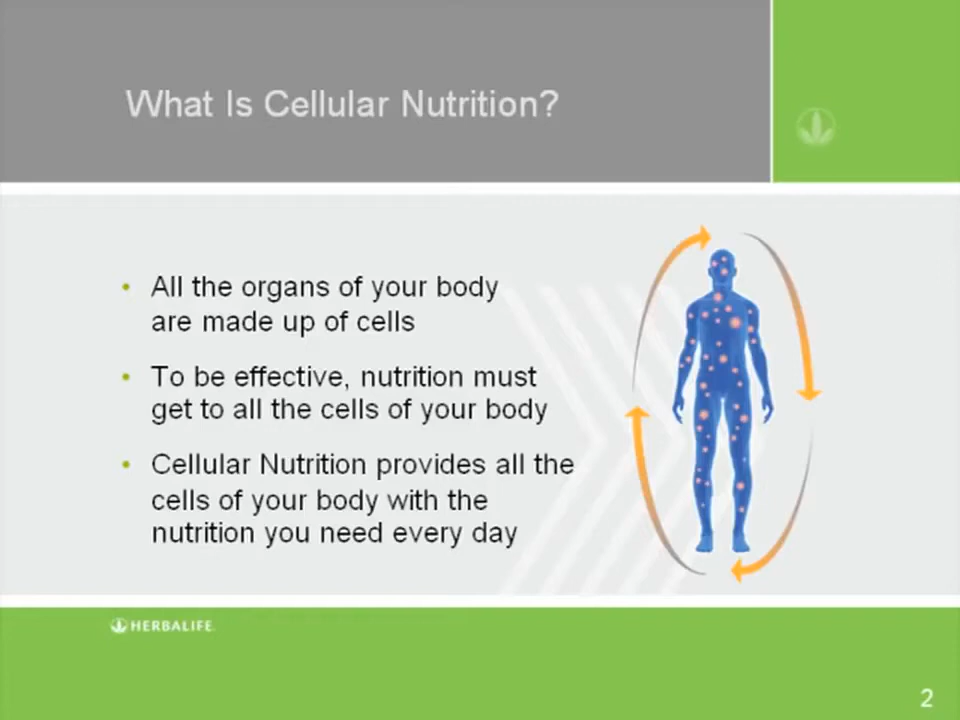 What Is Cellular Nutrition?
• All the organs of your body
are made up of cells
• To be effective, nutrition must
get to all the cells of your body
• Cellular Nutrition provides all the
cells of your body with the
nutrition you need every day
HERBALIFE.
2